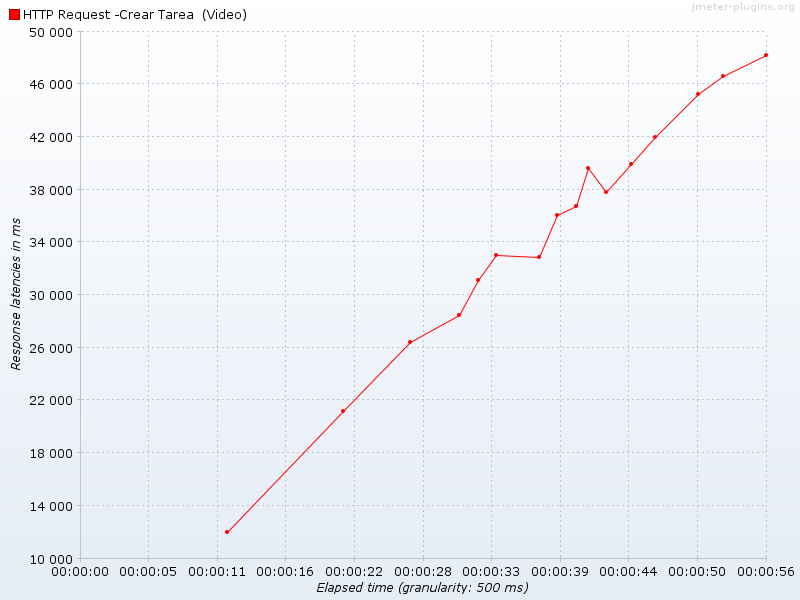 jmeter-plugins.org
HTTP Request -Crear Tarea  (Video)
50 000
46 000
42 000
38 000
34 000
30 000
26 000
22 000
18 000
14 000
10 000
Response latencies in ms
00:00:00 00:00:05 00:00:11 00:00:16 00:00:22 00:00:28 00:00:33 00:00:39 00:00:44 00:00:50 00:00:56
Elapsed time (granularity: 500 ms)